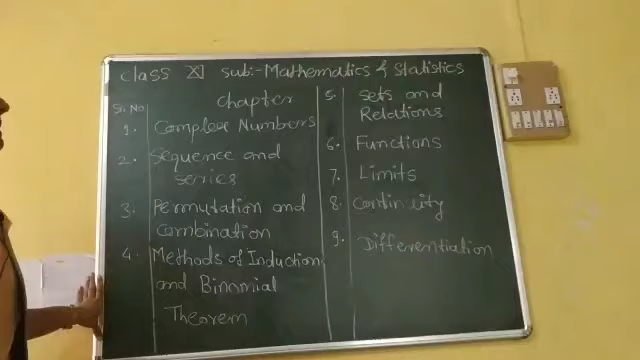 Class XI Sub:- Mathematics & Statistics
Sr. No Chapter
1. Complex Numbers
2. Sequence and
series
3. Permutation and
Combination
4. Methods of Induction
and Binomial
Theorem
5. Sets and
Relations
6. Functions
7. Limits
8. Continuity
9. Differentiation